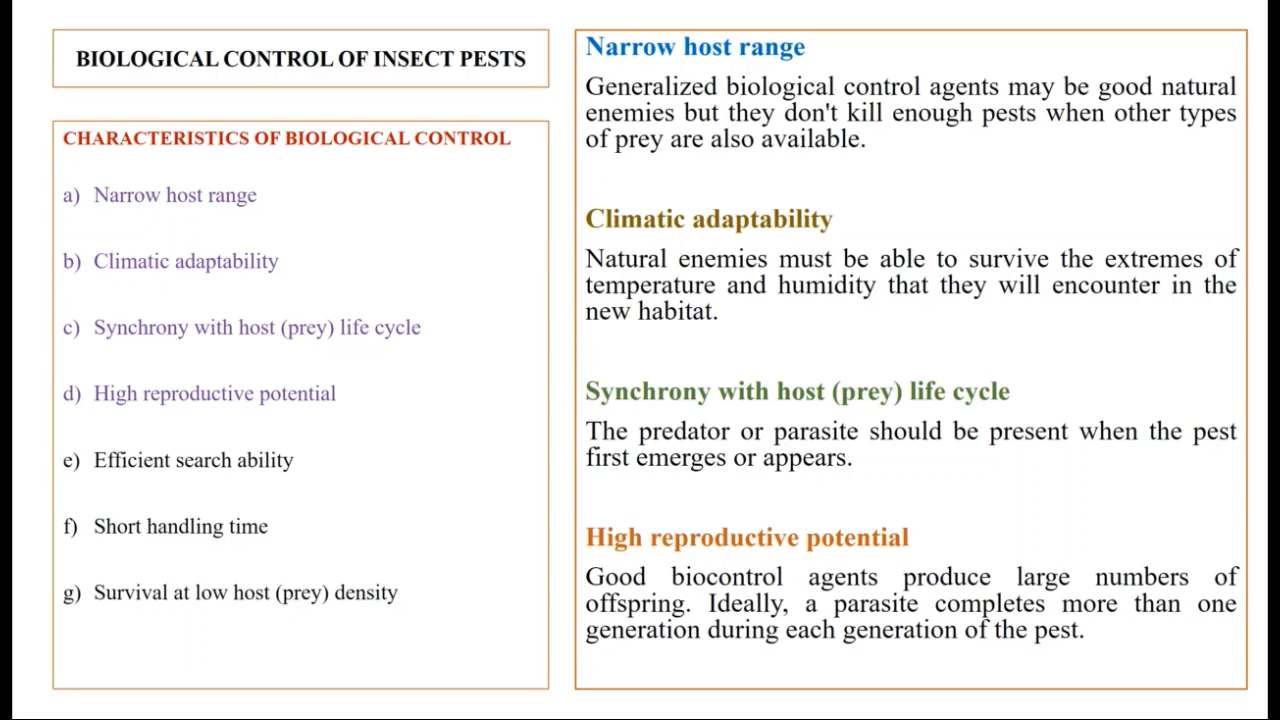 BIOLOGICAL CONTROL OF INSECT PESTS
CHARACTERISTICS OF BIOLOGICAL CONTROL
a) Narrow host range
b) Climatic adaptability
c) Synchrony with host (prey) life cycle
d) High reproductive potential
e) Efficient search ability
f) Short handling time
g) Survival at low host (prey) density
Narrow host range
Generalized biological control agents may be good natural
enemies but they don't kill enough pests when other types
of prey are also available.
Climatic adaptability
Natural enemies must be able to survive the extremes of
temperature and humidity that they will encounter in the
new habitat.
Synchrony with host (prey) life cycle
The predator or parasite should be present when the pest
first emerges or appears.
High reproductive potential
Good biocontrol agents produce large numbers of
offspring. Ideally, a parasite completes more than one
generation during each generation of the pest.